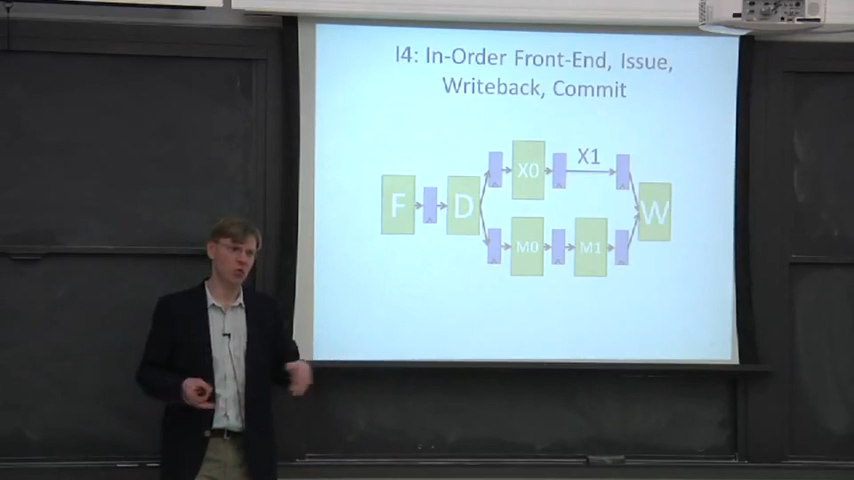 I4: In-Order Front-End, Issue,
Writeback, Commit
X1
X0
F
D
W
M0
M1